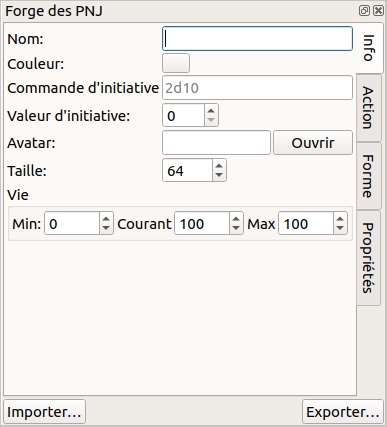 Forge des PNJ
Nom:
Couleur:
Commande d'initiative 2d10
Valeur d'initiative: 0
Avatar: Ouvrir
Taille: 64
Vie
Min: 0 Courant 100 Max 100
Info
Action
Forme
Propriétés
Importer... Exporter...